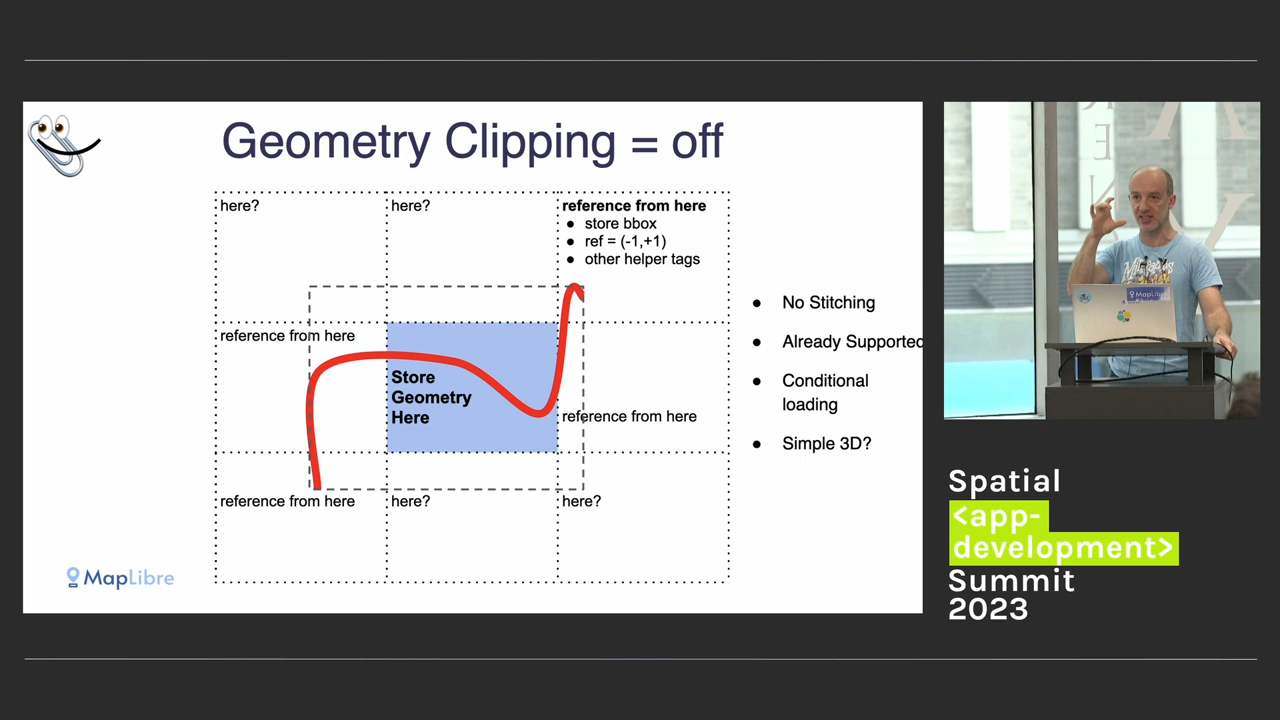 Geometry Clipping = off
here?
here?
reference from here
● store bbox
● ref = (-1,+1)
● other helper tags
reference from here
Store
Geometry
Here
reference from here
reference from here
here?
here?
● No Stitching
● Already Supported
● Conditional
loading
● Simple 3D?
MapLibre
MapLibre
Spatial
<app-
development>
Summit
2023